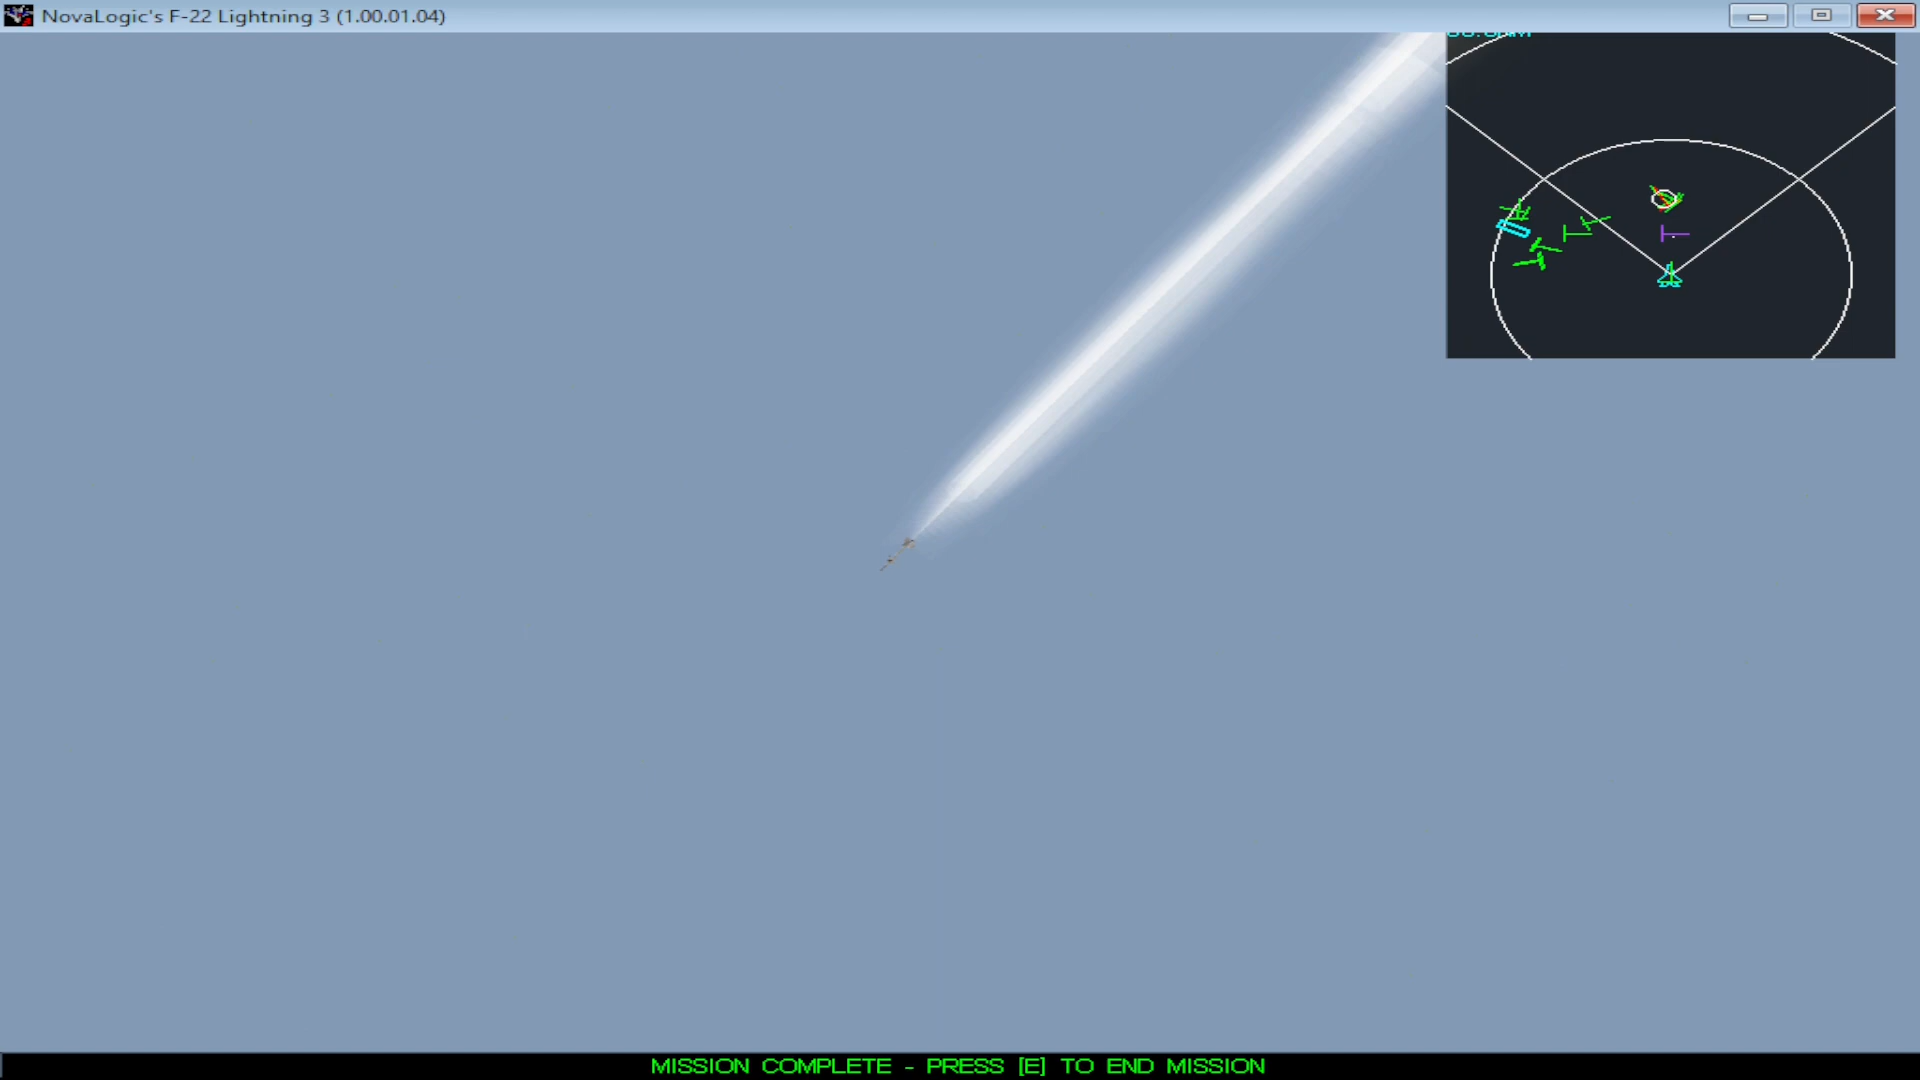 NovaLogic's F-22 Lightning 3 (1.00.01.04)
MISSION COMPLETE - PRESS [E] TO END MISSION